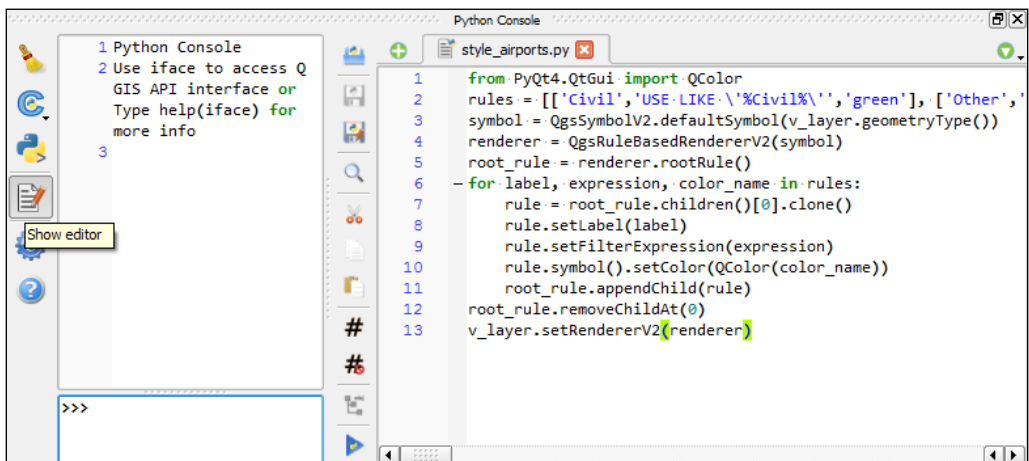 Python Console
1 Python Console
2 Use iface to access Q
GIS API interface or
Type help(iface) for
more info
3
Show editor
>>>
style_airports.py
1 from PyQt4.QtGui import QColor
2 rules = [['Civil','USE LIKE \'%Civil%\'','green'], ['Other','
3 symbol = QgsSymbolV2.defaultSymbol(v_layer.geometryType())
4 renderer = QgsRuleBasedRendererV2(symbol)
5 root_rule = renderer.rootRule()
6 for label, expression, color_name in rules:
7 rule = root_rule.children()[0].clone()
8 rule.setLabel(label)
9 rule.setFilterExpression(expression)
10 rule.symbol().setColor(QColor(color_name))
11 root_rule.appendChild(rule)
12 root_rule.removeChildAt(0)
13 v_layer.setRendererV2(renderer)